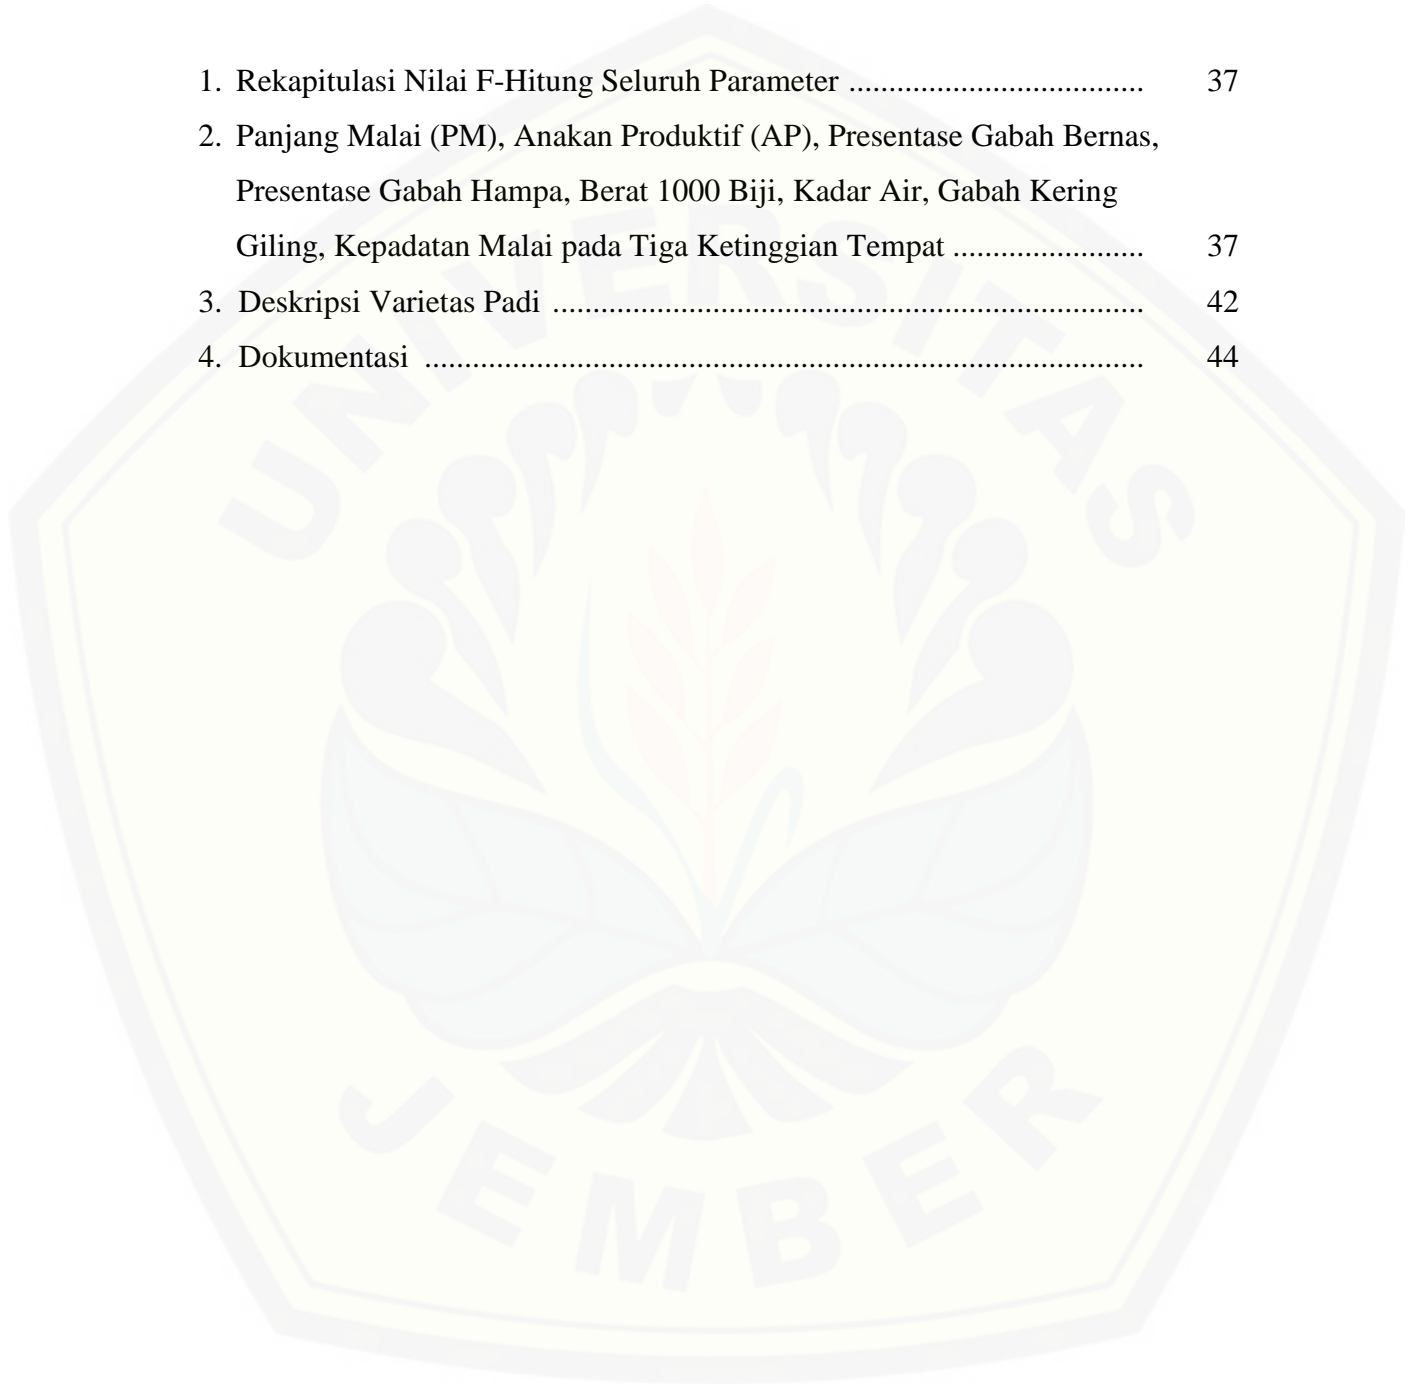 1. Rekapitulasi Nilai F-Hitung Seluruh Parameter ..................................... 37
2. Panjang Malai (PM), Anakan Produktif (AP), Presentase Gabah Bernas,
Presentase Gabah Hampa, Berat 1000 Biji, Kadar Air, Gabah Kering
Giling, Kepadatan Malai pada Tiga Ketinggian Tempat ........................ 37
3. Deskripsi Varietas Padi .......................................................................... 42
4. Dokumentasi .......................................................................................... 44
UNIVERSITAS
JEMBER